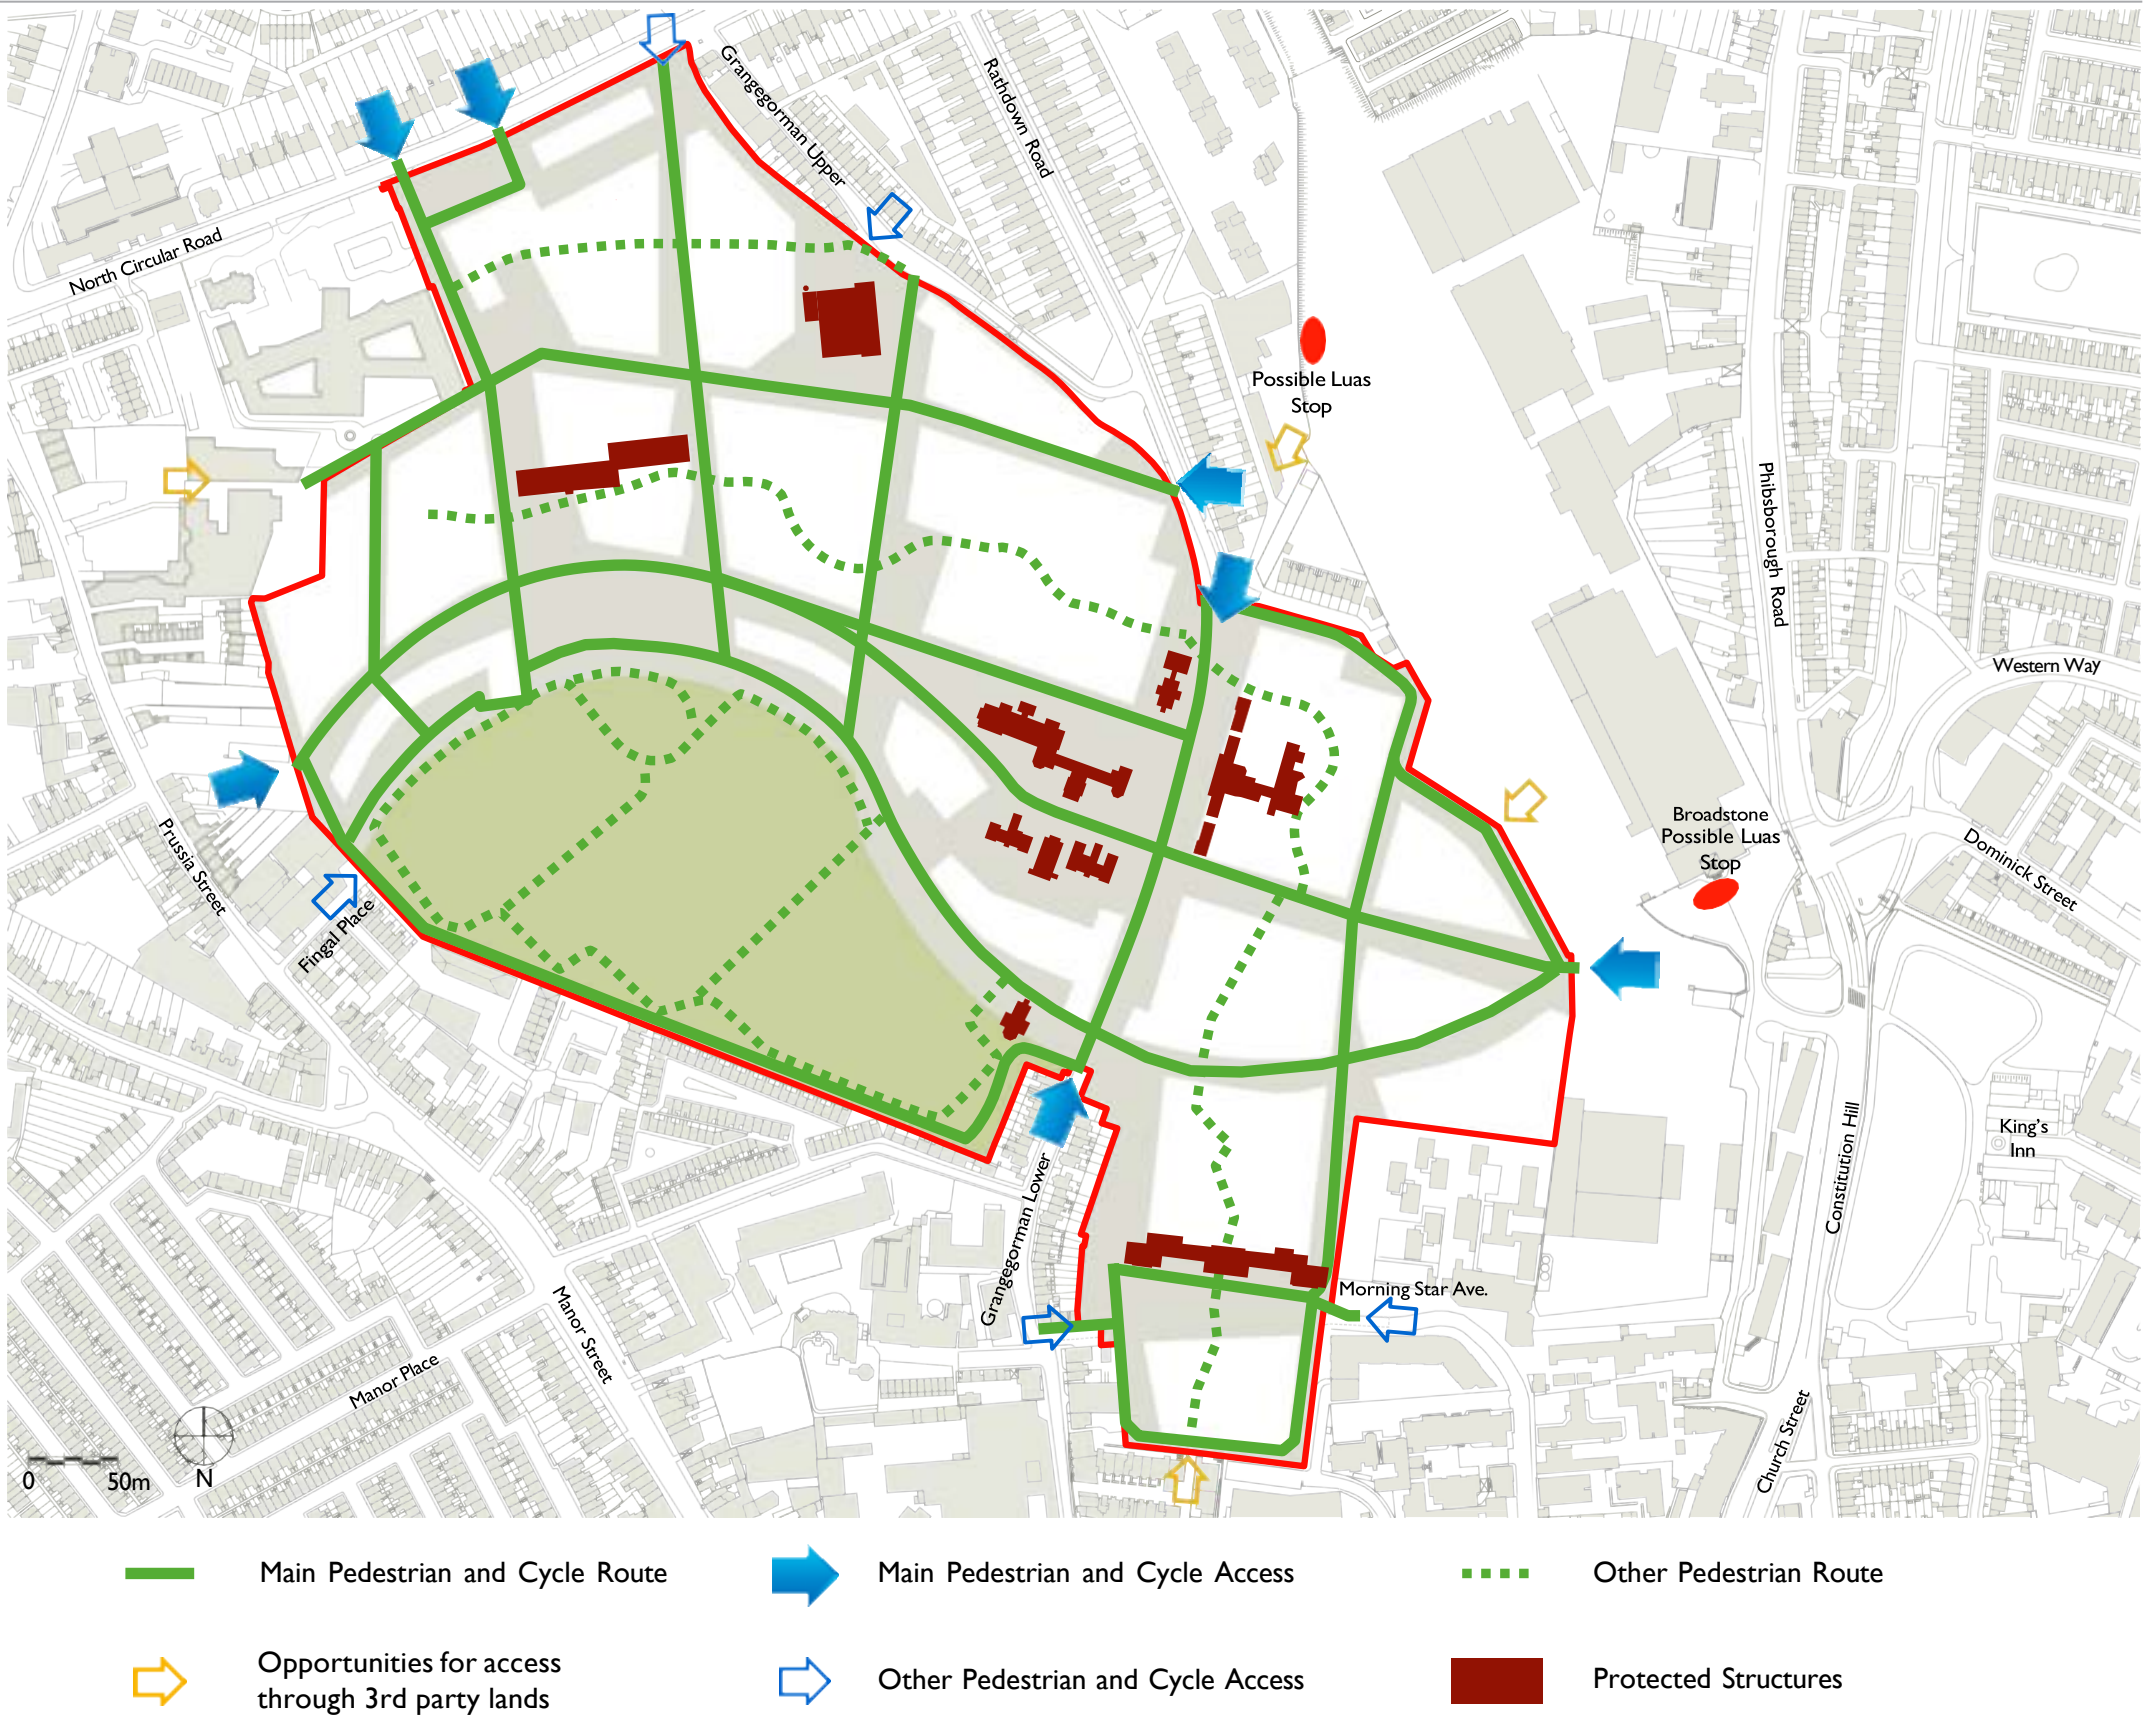 Grangegorman Upper
Rathdown Road
North Circular Road
Possible Luas
Stop
Phibsborough Road
Western Way
Broadstone
Possible Luas
Stop
Dominick Street
Prussia Street
Fingal Place
Constitution Hill
King's
Inn
Grangegorman Lower
Morning Star Ave.
Manor Street
Manor Place
Church Street
0
50m
N
Main Pedestrian and Cycle Route
Main Pedestrian and Cycle Access
Other Pedestrian Route
Opportunities for access
through 3rd party lands
Other Pedestrian and Cycle Access
Protected Structures